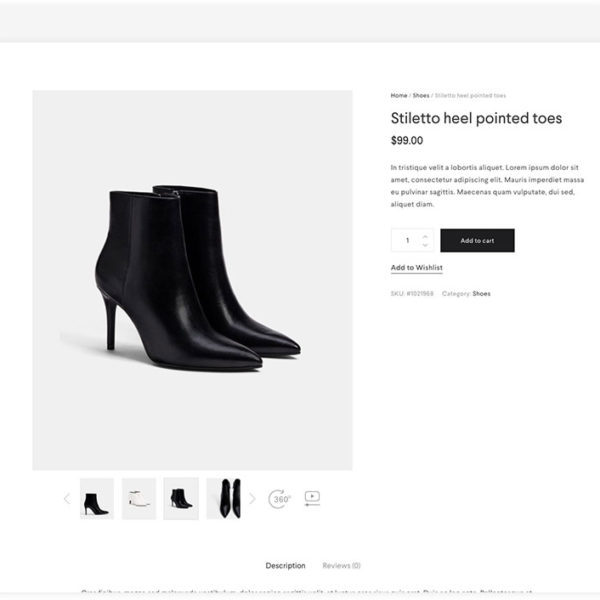 Home / Shoes / Stiletto heel pointed toes
Stiletto heel pointed toes
$99.00
In tristique velit a lobortis aliquet. Lorem ipsum dolor sit
amet, consectetur adipiscing elit. Mauris imperdiet massa
eu pulvinar sagittis. Maecenas quam vulputate, dui sed,
aliquet diam.
1
Add to cart
Add to Wishlist
SKU: #1021968 Category: Shoes
360°
Description Reviews (0)